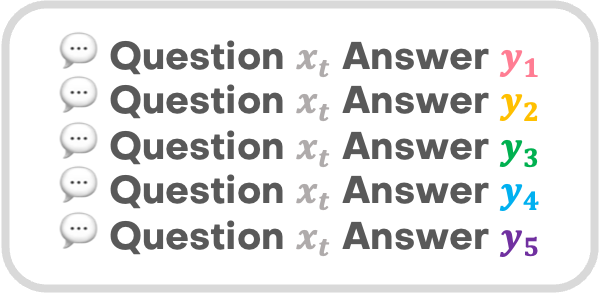 💬 Question xₜ Answer y₁
💬 Question xₜ Answer y₂
💬 Question xₜ Answer y₃
💬 Question xₜ Answer y₄
💬 Question xₜ Answer y₅